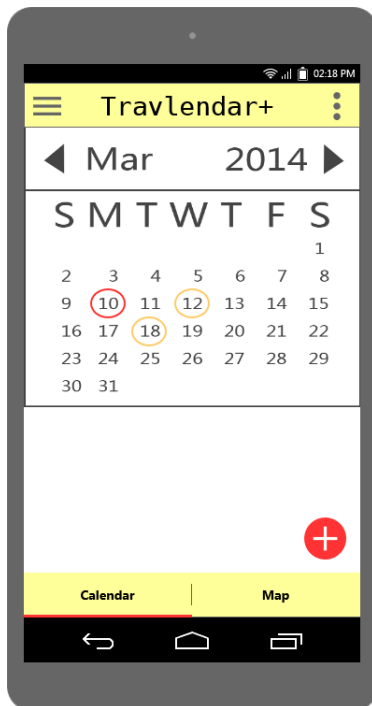 02:18 PM
Travlendar+
Mar 2014
S M T W T F S
1
2 3 4 5 6 7 8
9 10 11 12 13 14 15
16 17 18 19 20 21 22
23 24 25 26 27 28 29
30 31
Calendar Map